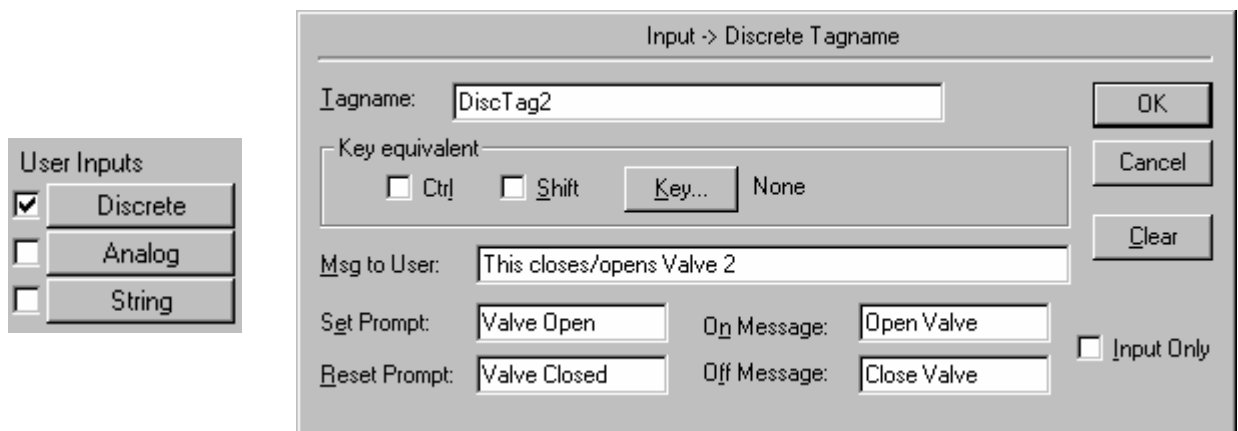 User Inputs
Discrete
Analog
String
Input -> Discrete Tagname
Tagname: DiscTag2
OK
Key equivalent
Ctrl Shift Key... None
Cancel
Clear
Msg to User: This closes/opens Valve 2
Set Prompt: Valve Open On Message: Open Valve
Input Only
Reset Prompt: Valve Closed Off Message: Close Valve